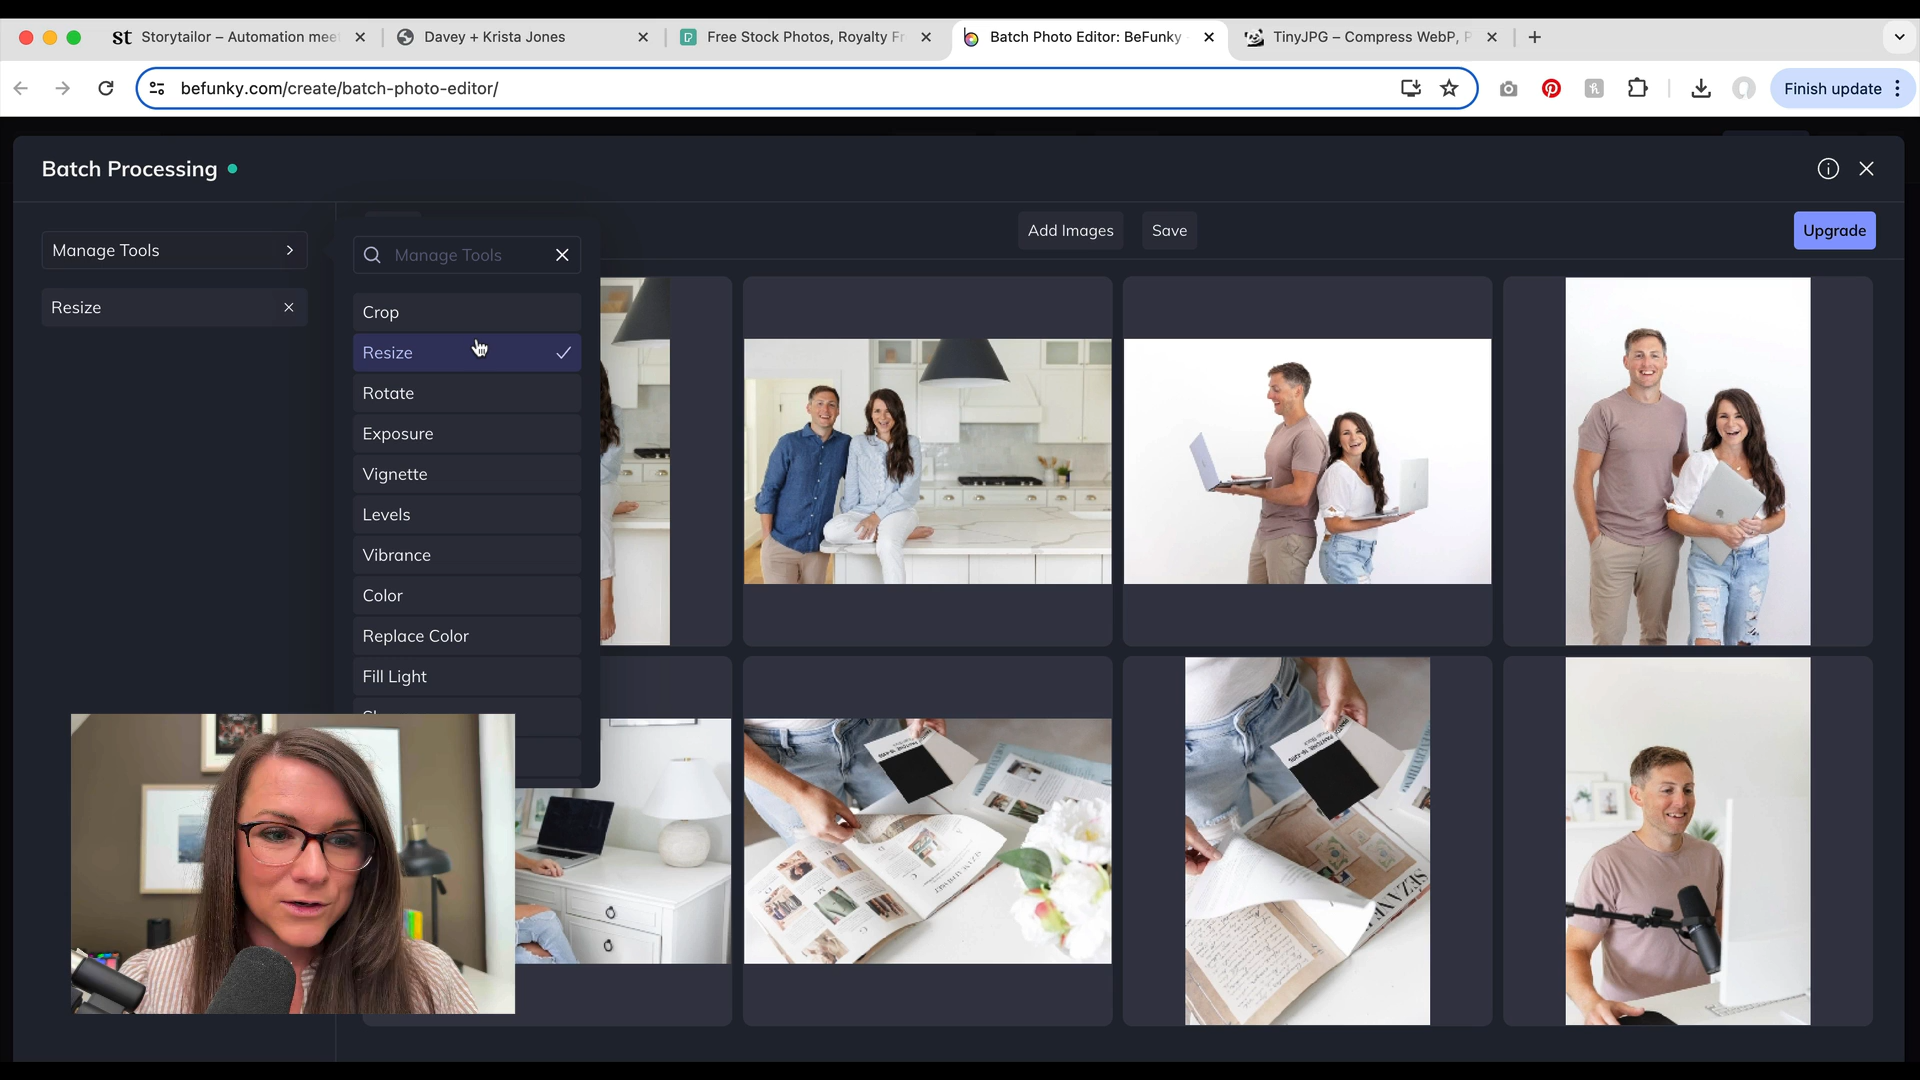 st Storytailor – Automation mee
Davey + Krista Jones
Free Stock Photos, Royalty Fr
Batch Photo Editor: BeFunky
TinyJPG – Compress WebP, P
befunky.com/create/batch-photo-editor/
Finish update
Batch Processing
Manage Tools
Manage Tools
Add Images
Save
Upgrade
Resize
Crop
Resize
Rotate
Exposure
Vignette
Levels
Vibrance
Color
Replace Color
Fill Light